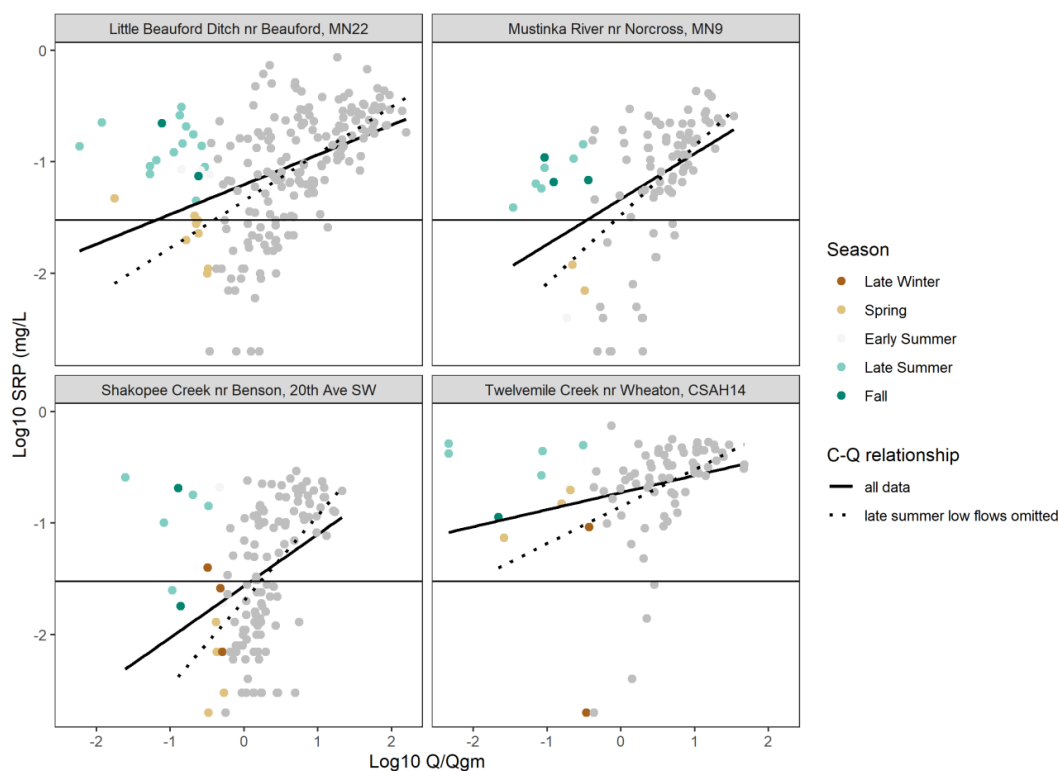 Little Beauford Ditch nr Beauford, MN22
Mustinka River nr Norcross, MN9
0
-1
-2
Shakopee Creek nr Benson, 20th Ave SW
Twelvemile Creek nr Wheaton, CSAH14
0
-1
-2
Log10 SRP (mg/L)
-2 -1 0 1 2
-2 -1 0 1 2
Log10 Q/Qgm
Season
Late Winter
Spring
Early Summer
Late Summer
Fall
C-Q relationship
all data
late summer low flows omitted